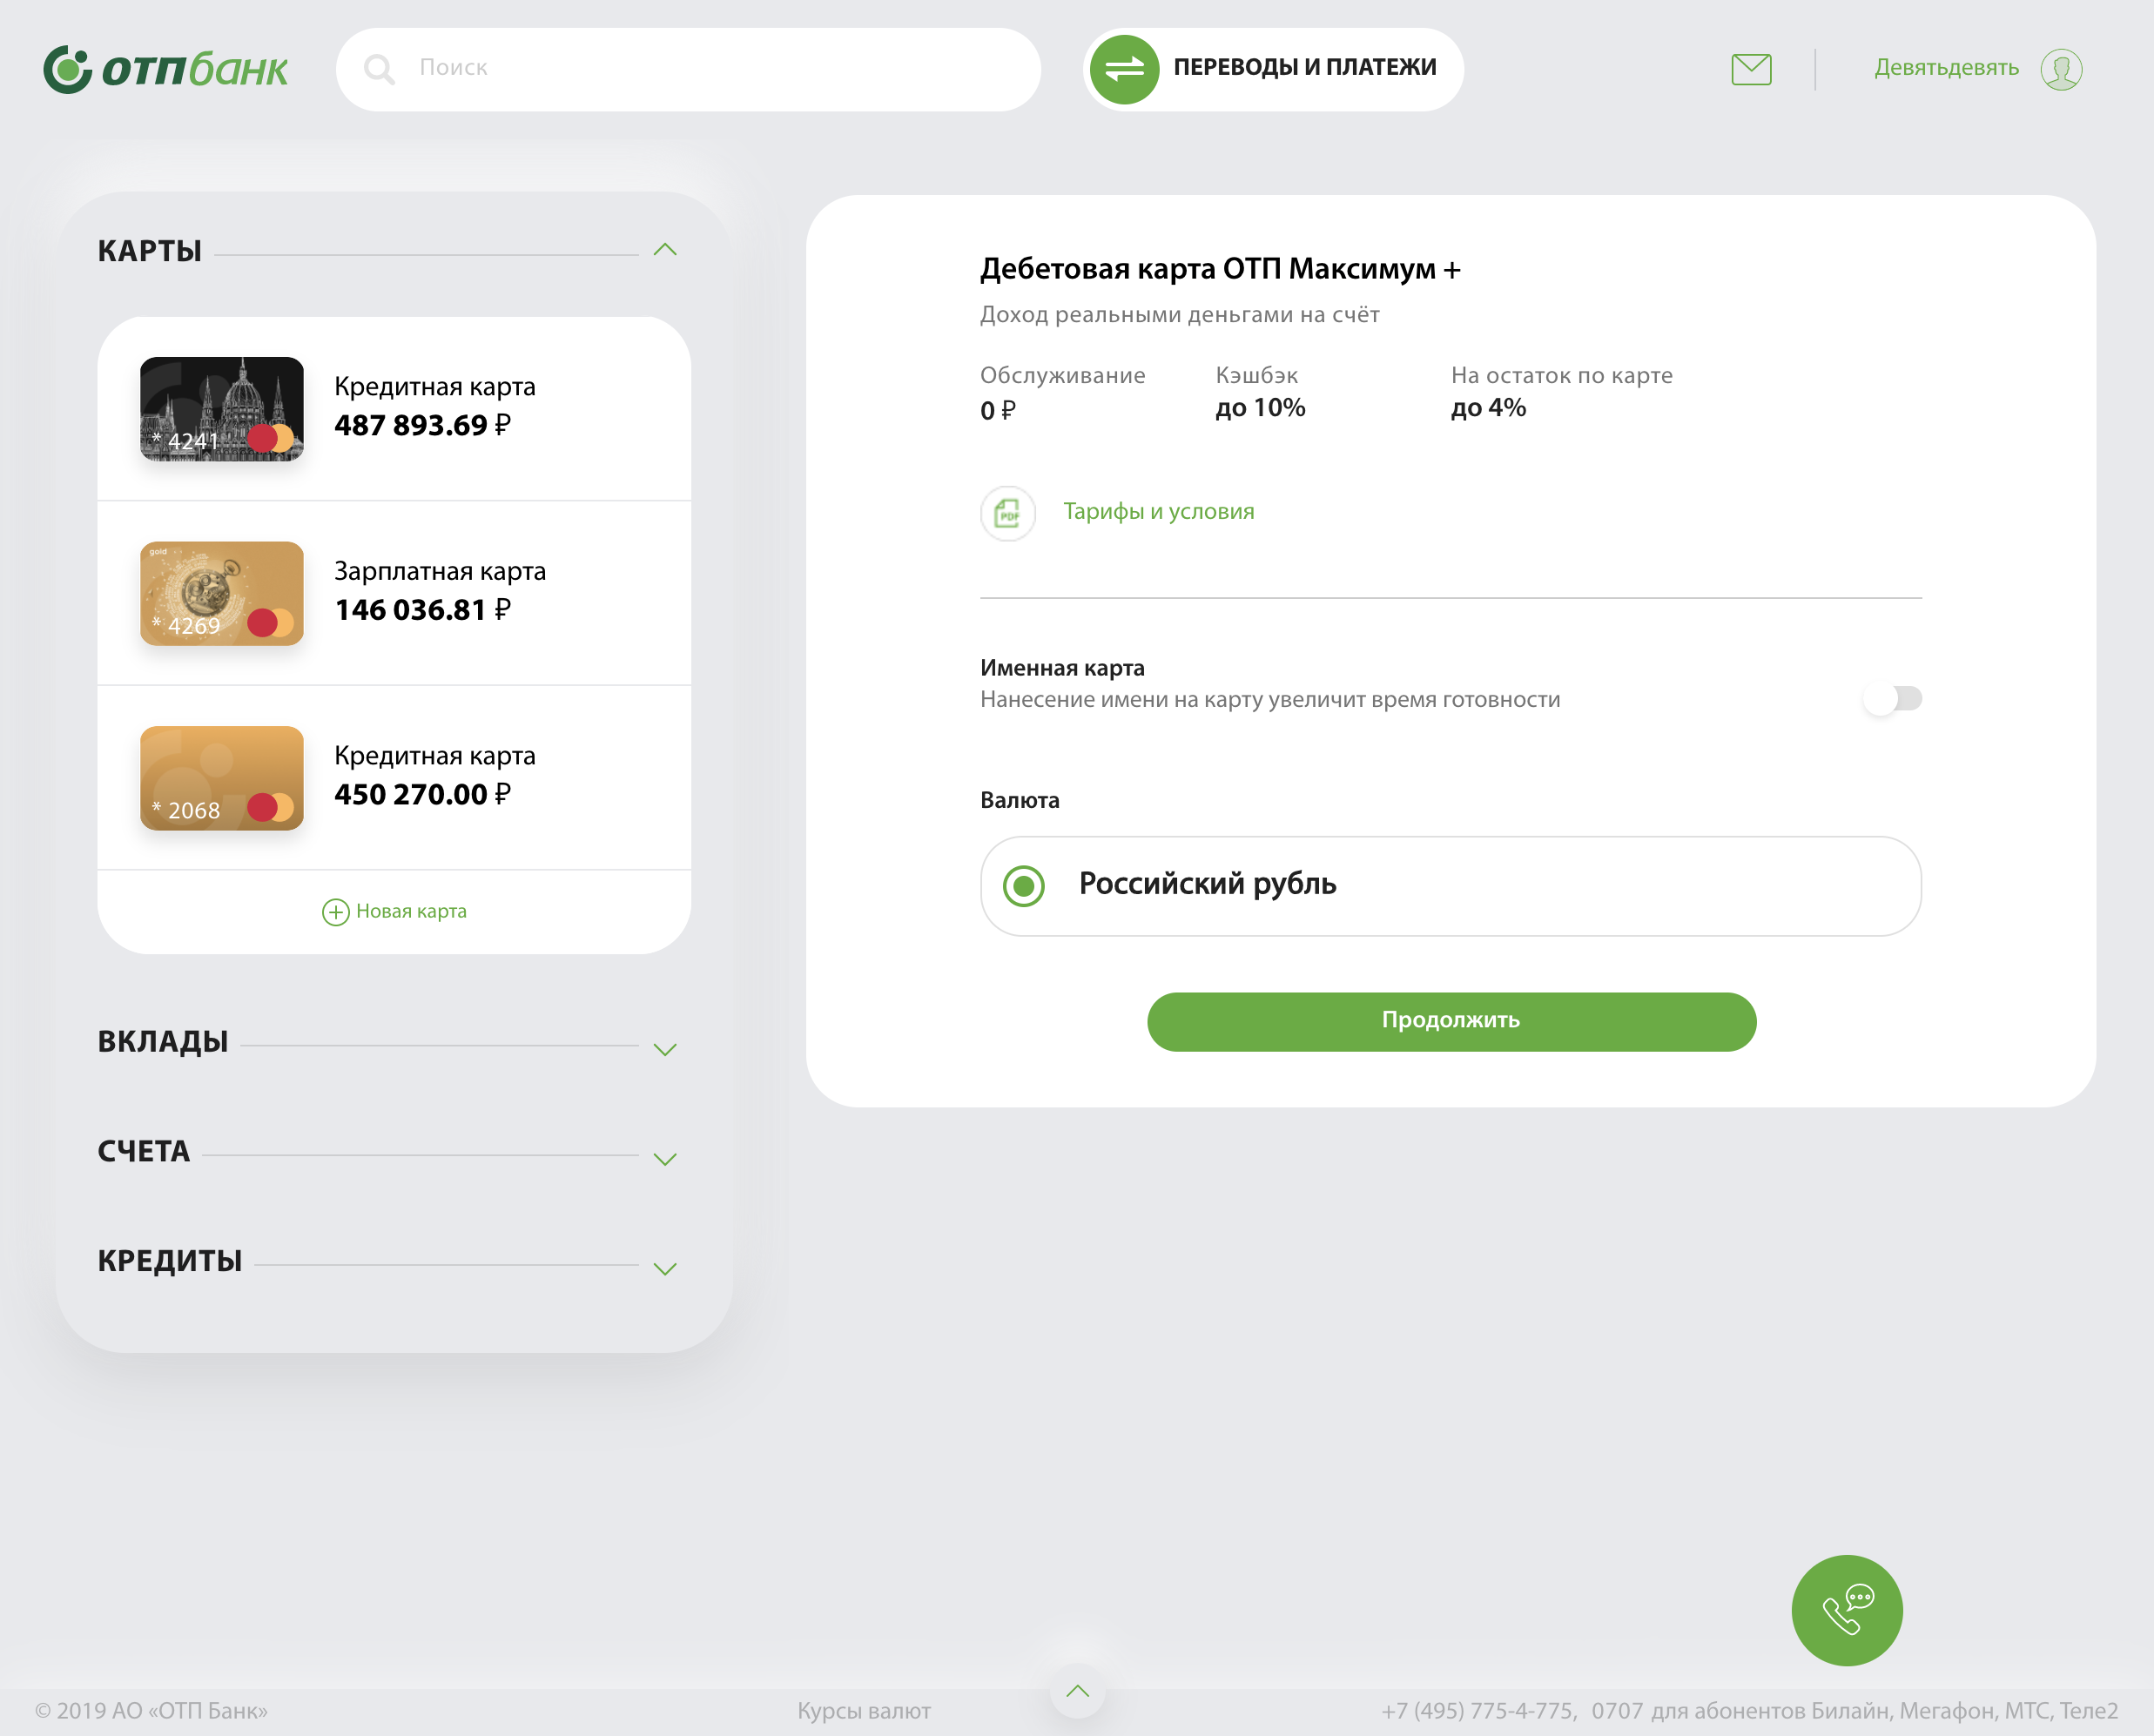 ОТПбанк
Поиск
ПЕРЕВОДЫ И ПЛАТЕЖИ
Девятьдевять
КАРТЫ
* 4241
Кредитная карта
487 893.69 ₽
gold
* 4269
Зарплатная карта
146 036.81 ₽
* 2068
Кредитная карта
450 270.00 ₽
Новая карта
ВКЛАДЫ
СЧЕТА
КРЕДИТЫ
Дебетовая карта ОТП Максимум +
Доход реальными деньгами на счёт
Обслуживание
0 ₽
Кэшбэк
до 10%
На остаток по карте
до 4%
PDF
Тарифы и условия
Именная карта
Нанесение имени на карту увеличит время готовности
Валюта
Российский рубль
Продолжить
© 2019 АО «ОТП Банк»
Курсы валют
+7 (495) 775-4-775, 0707 для абонентов Билайн, Мегафон, МТС, Теле2